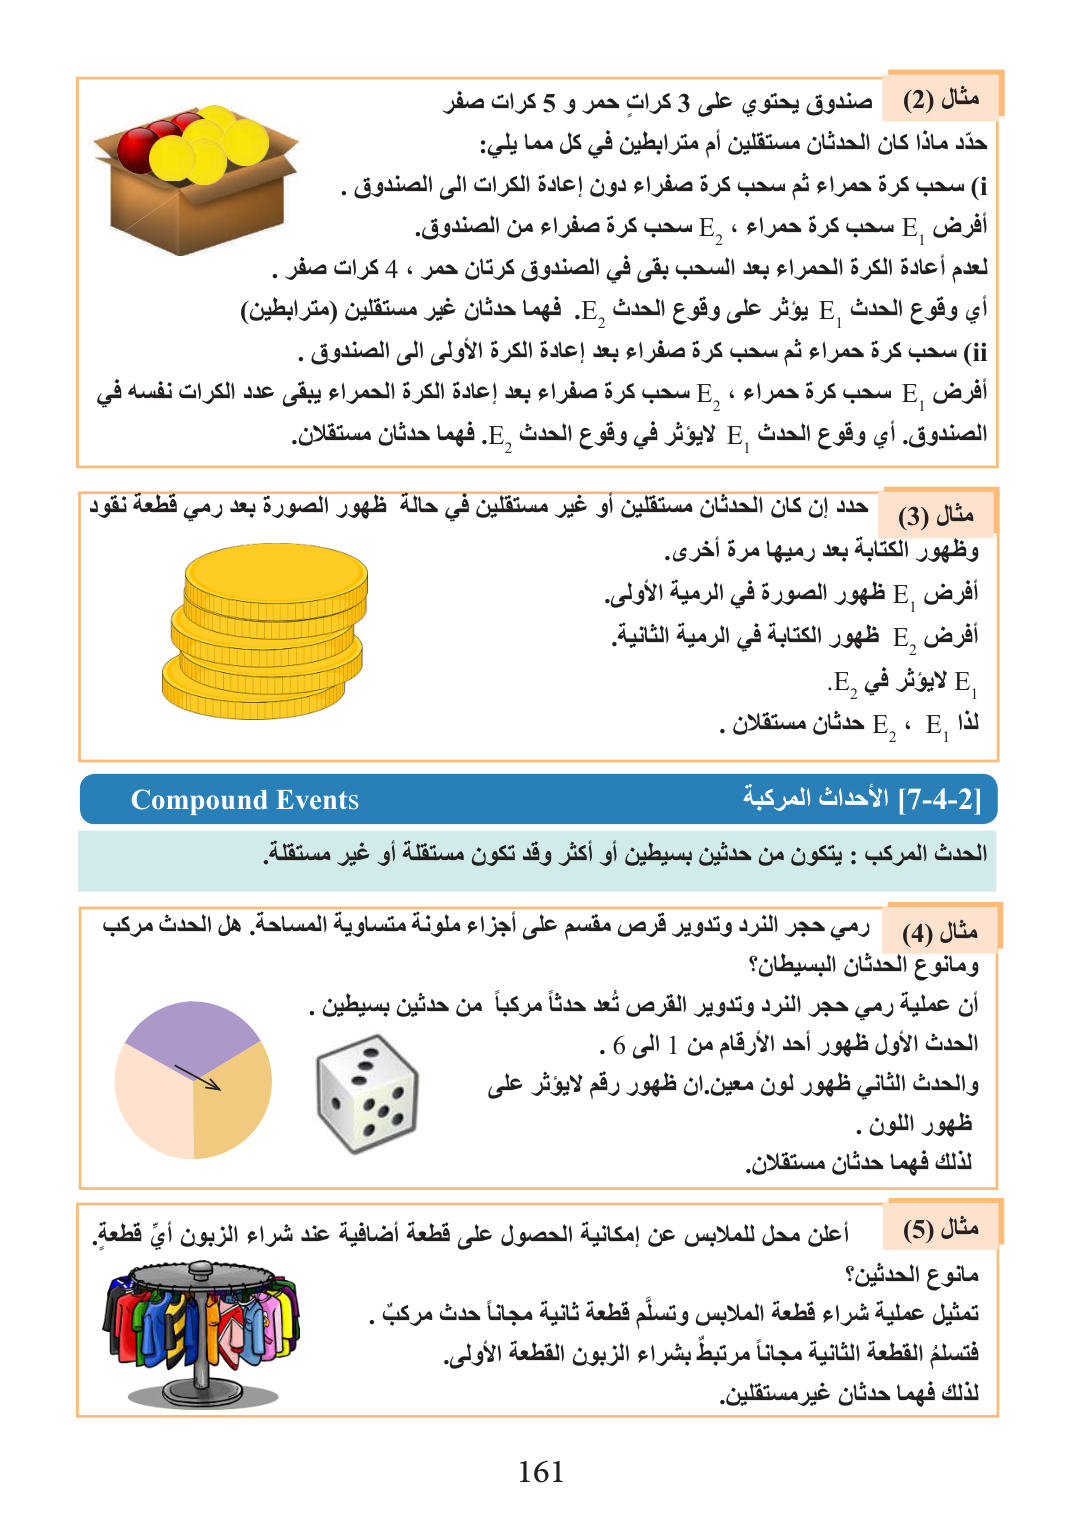 مثال (2)
صندوق يحتوي على 3 كراتٍ حمر و 5 كرات صفر
حدّد ماذا كان الحدثان مستقلين أم مترابطين في كل مما يلي:
i) سحب كرة حمراء ثم سحب كرة صفراء دون إعادة الكرات الى الصندوق .
أفرض E1 سحب كرة حمراء ، E2 سحب كرة صفراء من الصندوق.
لعدم أعادة الكرة الحمراء بعد السحب بقى في الصندوق كرتان حمر ، 4 كرات صفر .
أي وقوع الحدث E1 يؤثر على وقوع الحدث E2. فهما حدثان غير مستقلين (مترابطين)
ii) سحب كرة حمراء ثم سحب كرة صفراء بعد إعادة الكرة الأولى الى الصندوق .
أفرض E1 سحب كرة حمراء ، E2 سحب كرة صفراء بعد إعادة الكرة الحمراء يبقى عدد الكرات نفسه في
الصندوق. أي وقوع الحدث E1 لايؤثر في وقوع الحدث E2. فهما حدثان مستقلان.
مثال (3)
حدد إن كان الحدثان مستقلين أو غير مستقلين في حالة ظهور الصورة بعد رمي قطعة نقود
وظهور الكتابة بعد رميها مرة أخرى.
أفرض E1 ظهور الصورة في الرمية الأولى.
أفرض E2 ظهور الكتابة في الرمية الثانية.
E1 لايؤثر في E2.
لذا E1 ، E2 حدثان مستقلان .
[7-4-2] الأحداث المركبة Compound Events
الحدث المركب : يتكون من حدثين بسيطين أو أكثر وقد تكون مستقلة أو غير مستقلة.
مثال (4)
رمي حجر النرد وتدوير قرص مقسم على أجزاء ملونة متساوية المساحة. هل الحدث مركب
ومانوع الحدثان البسيطان؟
أن عملية رمي حجر النرد وتدوير القرص تُعد حدثاً مركباً من حدثين بسيطين .
الحدث الأول ظهور أحد الأرقام من 1 الى 6 .
والحدث الثاني ظهور لون معين.ان ظهور رقم لايؤثر على
ظهور اللون .
لذلك فهما حدثان مستقلان.
مثال (5)
أعلن محل للملابس عن إمكانية الحصول على قطعة أضافية عند شراء الزبون أيِّ قطعةٍ.
مانوع الحدثين؟
تمثيل عملية شراء قطعة الملابس وتسلَّم قطعة ثانية مجاناً حدث مركبٌ .
فتسلمُ القطعة الثانية مجاناً مرتبطٌ بشراء الزبون القطعة الأولى.
لذلك فهما حدثان غيرمستقلين.
161